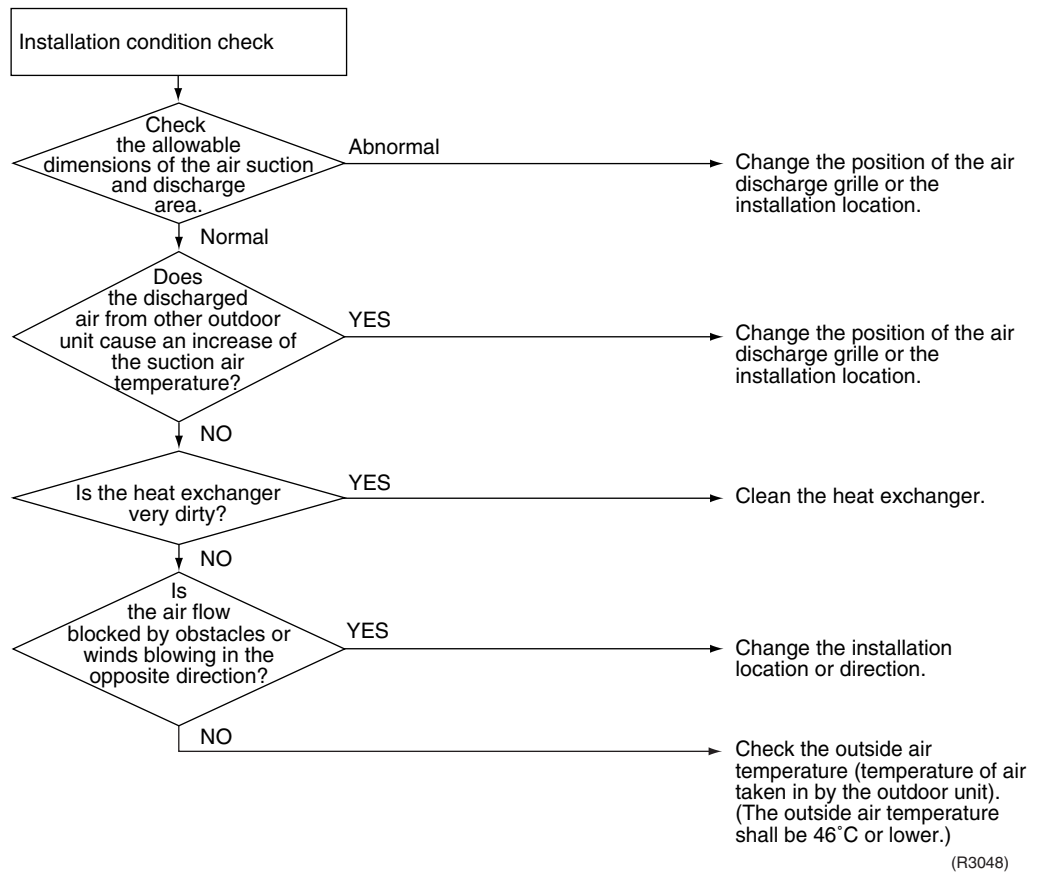 Installation condition check
Check
the allowable
dimensions of the air suction
and discharge
area.
Abnormal
Change the position of the air
discharge grille or the
installation location.
Normal
Does
the discharged
air from other outdoor
unit cause an increase of
the suction air
temperature?
YES
Change the position of the air
discharge grille or the
installation location.
NO
Is the heat exchanger
very dirty?
YES
Clean the heat exchanger.
NO
Is
the air flow
blocked by obstacles or
winds blowing in the
opposite direction?
YES
Change the installation
location or direction.
NO
Check the outside air
temperature (temperature of air
taken in by the outdoor unit).
(The outside air temperature
shall be 46˚C or lower.)
(R3048)